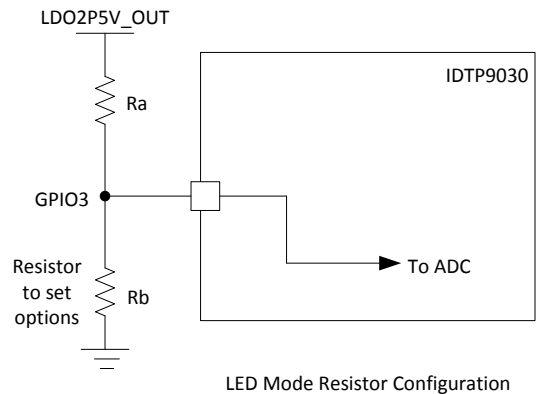 LDO2P5V_OUT
IDTP9030
Ra
GPIO3
To ADC
Resistor
to set
options
Rb
LED Mode Resistor Configuration